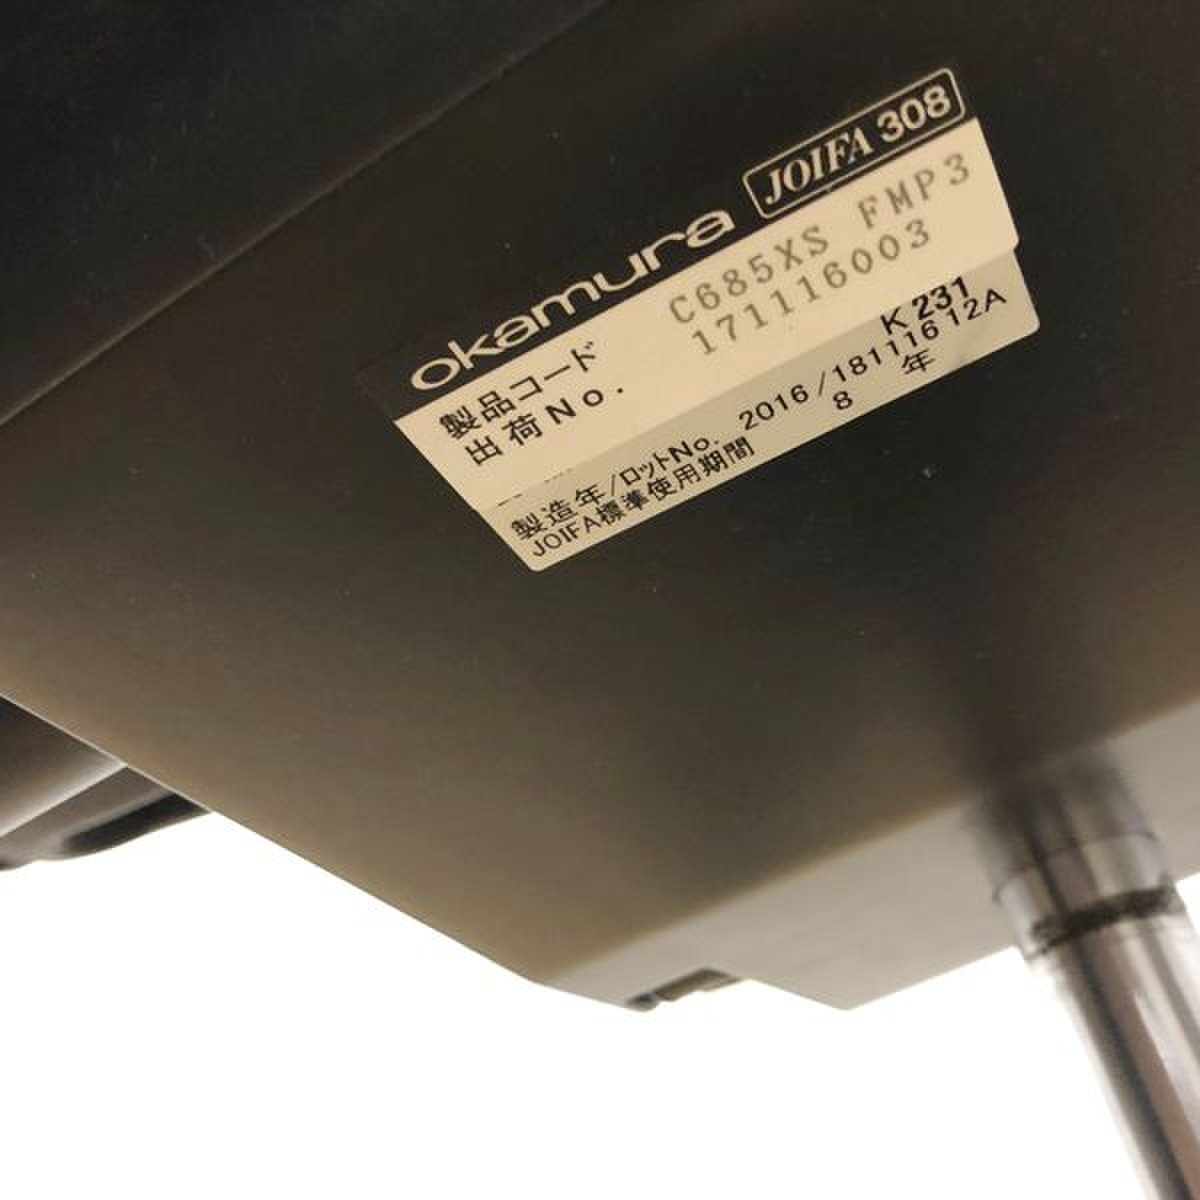 okamura JOIFA 308
製品コード C685XS FMP3
出荷No. 171116003
K 231
製造年/ロットNo. 2016/18111612A
JOIFA標準使用期間 8 年